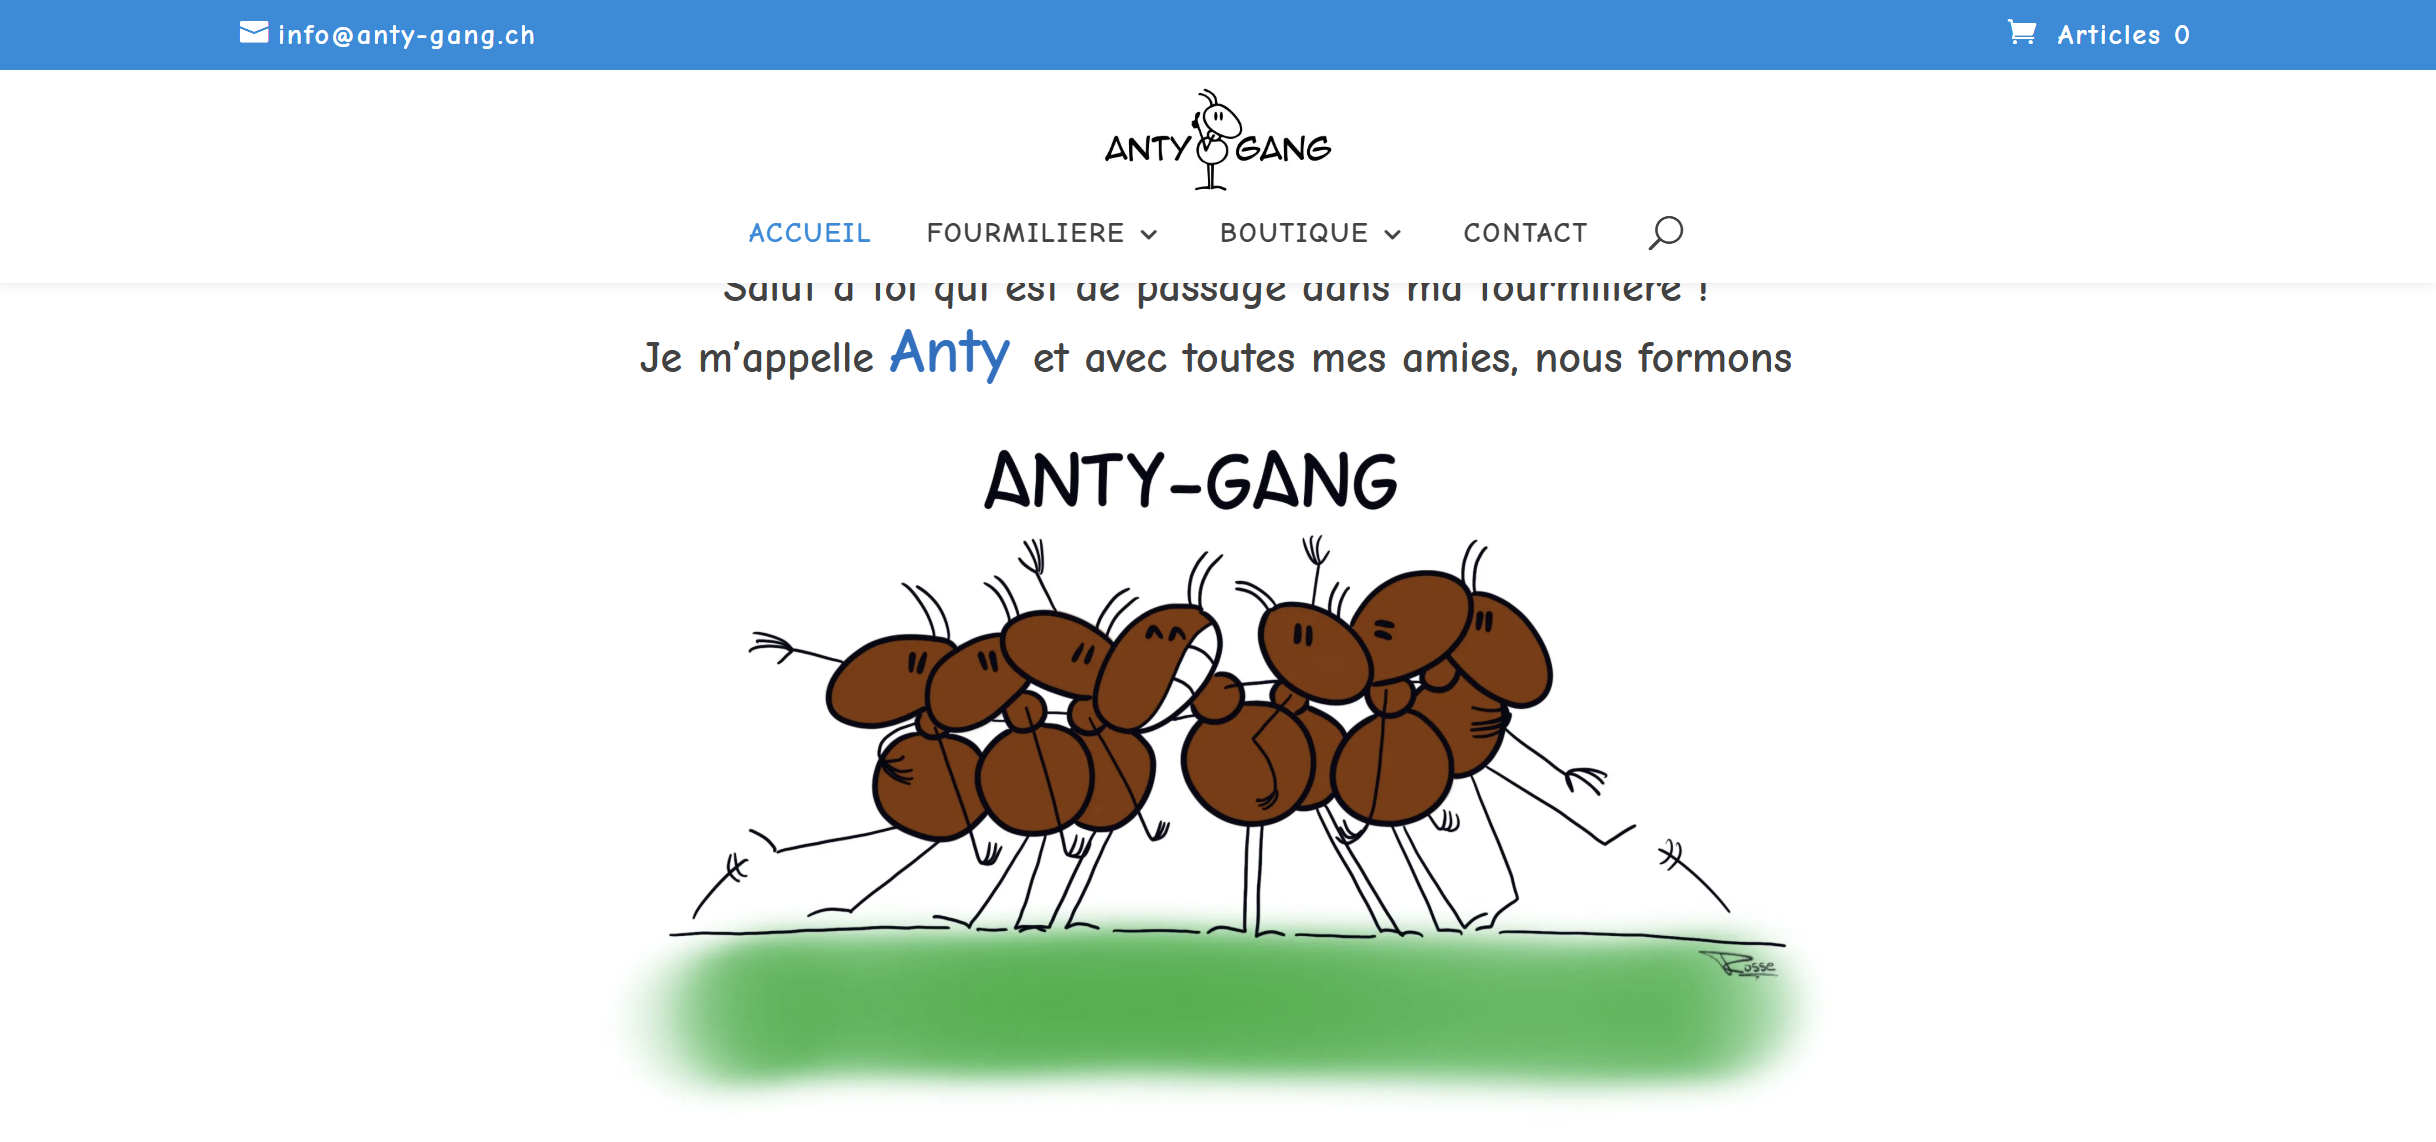 info@anty-gang.ch
Articles 0
ANTY GANG
ACCUEIL
FOURMILIERE
BOUTIQUE
CONTACT
Salut à toi qui est de passage dans ma fourmilière !
Je m'appelle Anty et avec toutes mes amies, nous formons
ANTY-GANG
Rosse